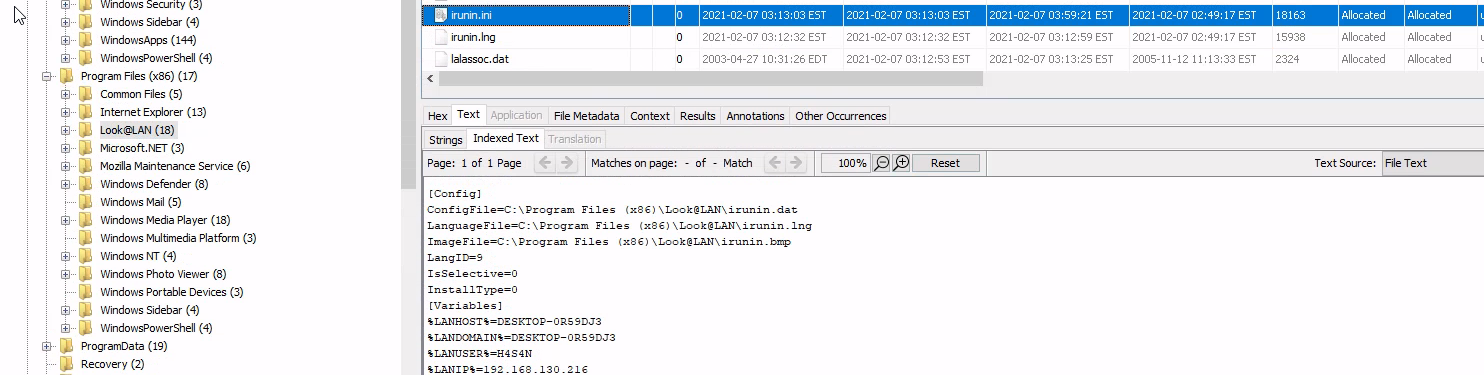 Windows Security (3)
Windows Sidebar (4)
WindowsApps (144)
WindowsPowerShell (4)
Program Files (x86) (17)
Common Files (5)
Internet Explorer (13)
Look@LAN (18)
Microsoft.NET (3)
Mozilla Maintenance Service (6)
Windows Defender (8)
Windows Mail (5)
Windows Media Player (18)
Windows Multimedia Platform (3)
Windows NT (4)
Windows Photo Viewer (8)
Windows Portable Devices (3)
Windows Sidebar (4)
WindowsPowerShell (4)
ProgramData (19)
Recovery (2)
irunin.ini 0 2021-02-07 03:13:03 EST 2021-02-07 03:13:03 EST 2021-02-07 03:59:21 EST 2021-02-07 02:49:17 EST 18163 Allocated Allocated
irunin.lng 0 2021-02-07 03:12:32 EST 2021-02-07 03:12:32 EST 2021-02-07 03:12:59 EST 2021-02-07 02:49:17 EST 15938 Allocated Allocated
lalassoc.dat 0 2003-04-27 10:31:26 EDT 2021-02-07 03:12:53 EST 2021-02-07 03:13:25 EST 2005-11-12 11:13:33 EST 2324 Allocated Allocated
Hex Text Application File Metadata Context Results Annotations Other Occurrences
Strings Indexed Text Translation
Page: 1 of 1 Page Matches on page: - of - Match 100% Reset Text Source: File Text
[Config]
ConfigFile=C:\Program Files (x86)\Look@LAN\irunin.dat
LanguageFile=C:\Program Files (x86)\Look@LAN\irunin.lng
ImageFile=C:\Program Files (x86)\Look@LAN\irunin.bmp
LangID=9
IsSelective=0
InstallType=0
[Variables]
%LANHOST%=DESKTOP-0R59DJ3
%LANDOMAIN%=DESKTOP-0R59DJ3
%LANUSER%=H4S4N
%LANIP%=192.168.130.216